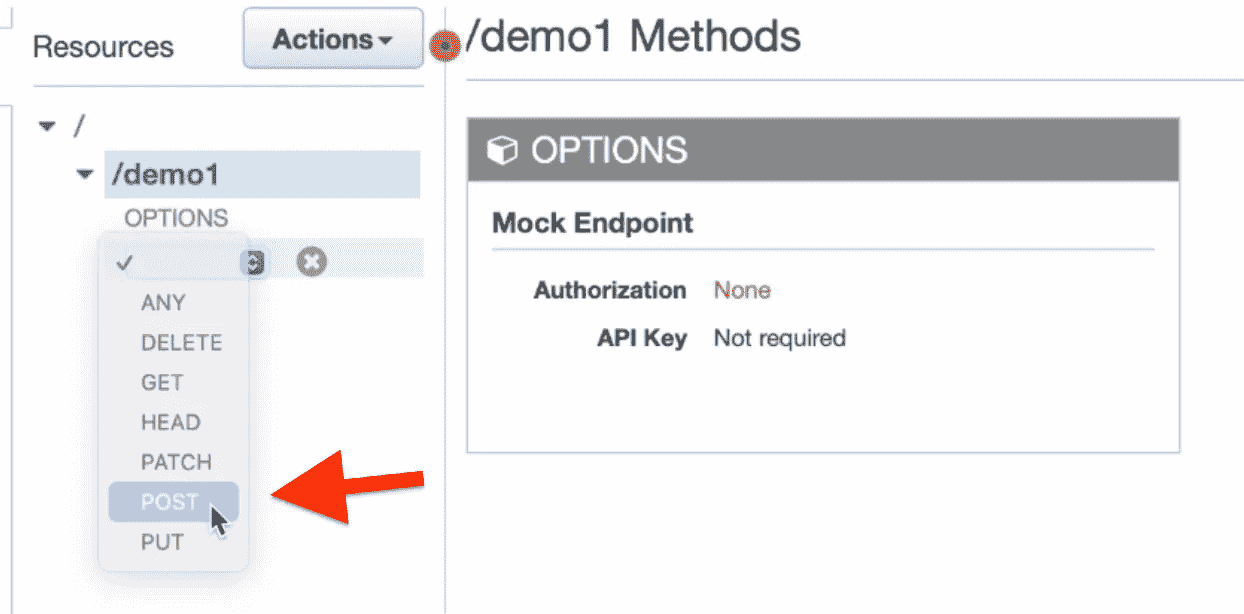 Resources
Actions
/demo1 Methods
/
/demo1
OPTIONS
ANY
DELETE
GET
HEAD
PATCH
POST
PUT
OPTIONS
Mock Endpoint
Authorization None
API Key Not required